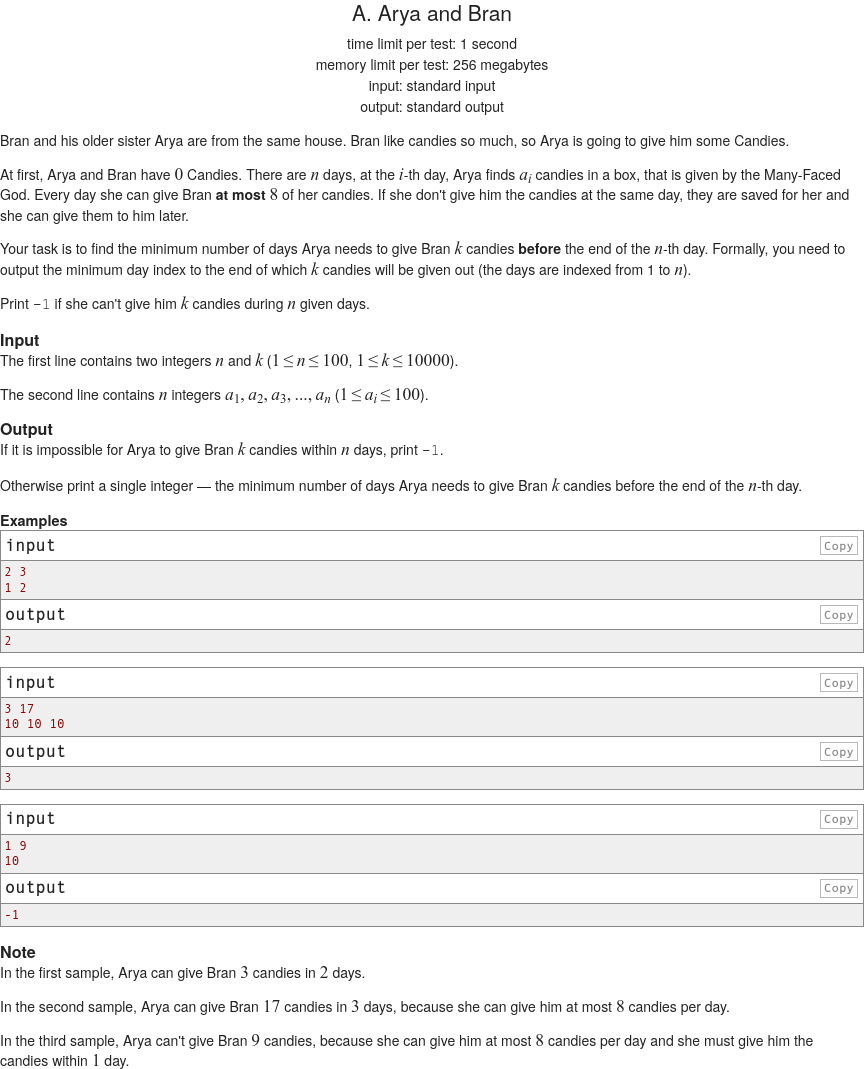 A. Arya and Bran
time limit per test: 1 second
memory limit per test: 256 megabytes
input: standard input
output: standard output
Bran and his older sister Arya are from the same house. Bran like candies so much, so Arya is going to give him some Candies.
At first, Arya and Bran have 0 Candies. There are n days, at the i-th day, Arya finds a_i candies in a box, that is given by the Many-Faced
God. Every day she can give Bran at most 8 of her candies. If she don't give him the candies at the same day, they are saved for her and
she can give them to him later.
Your task is to find the minimum number of days Arya needs to give Bran k candies before the end of the n-th day. Formally, you need to
output the minimum day index to the end of which k candies will be given out (the days are indexed from 1 to n).
Print -1 if she can't give him k candies during n given days.
Input
The first line contains two integers n and k (1 ≤ n ≤ 100, 1 ≤ k ≤ 10000).
The second line contains n integers a_1, a_2, a_3, ..., a_n (1 ≤ a_i ≤ 100).
Output
If it is impossible for Arya to give Bran k candies within n days, print -1.
Otherwise print a single integer — the minimum number of days Arya needs to give Bran k candies before the end of the n-th day.
Examples
input Copy
2 3
1 2
output Copy
2
input Copy
3 17
10 10 10
output Copy
3
input Copy
1 9
10
output Copy
-1
Note
In the first sample, Arya can give Bran 3 candies in 2 days.
In the second sample, Arya can give Bran 17 candies in 3 days, because she can give him at most 8 candies per day.
In the third sample, Arya can't give Bran 9 candies, because she can give him at most 8 candies per day and she must give him the
candies within 1 day.